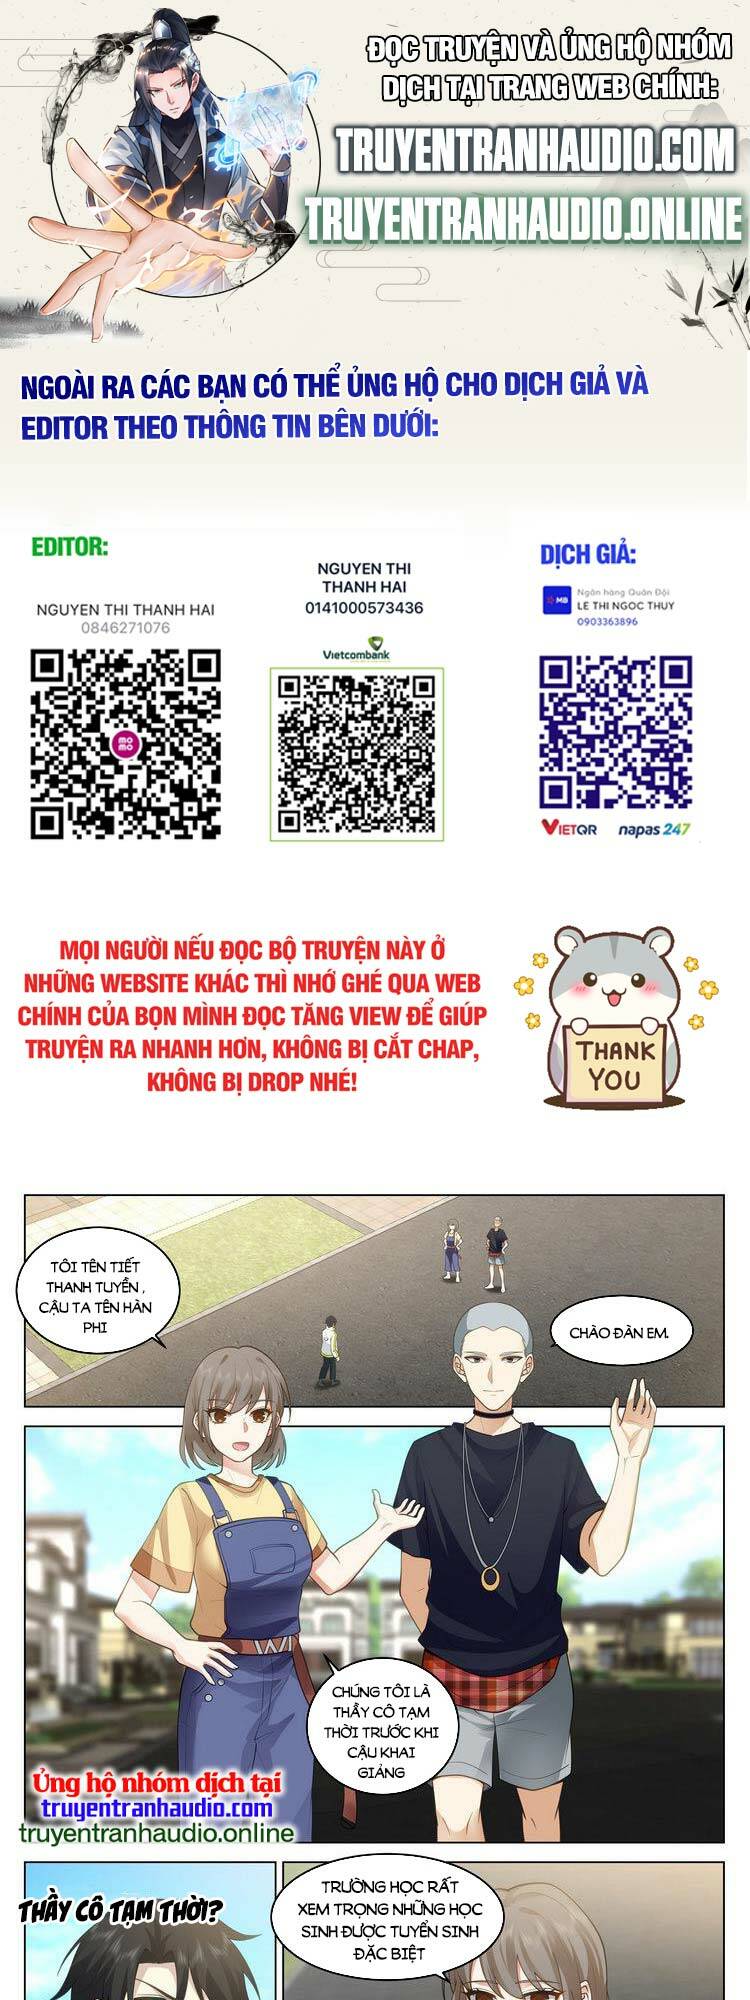 ĐỌC TRUYỆN VÀ ỦNG HỘ NHÓM
DỊCH TẠI TRANG WEB CHÍNH:
TRUYENTRANHAUDIO.COM
TRUYENTRANHAUDIO.ONLINE
NGOÀI RA CÁC BẠN CÓ THỂ ỦNG HỘ CHO DỊCH GIẢ VÀ
EDITOR THEO THÔNG TIN BÊN DƯỚI:
EDITOR:
NGUYEN THI THANH HAI
0846271076
mo
mo
NGUYEN THI
THANH HAI
0141000573436
Vietcombank
DỊCH GIẢ:
MB
Ngân hàng Quân Đội
LE THI NGOC THUY
0903363896
VIETQR
napas 247
MỌI NGƯỜI NẾU ĐỌC BỘ TRUYỆN NÀY Ở
NHỮNG WEBSITE KHÁC THÌ NHỚ GHÉ QUA WEB
CHÍNH CỦA BỌN MÌNH ĐỌC TĂNG VIEW ĐỂ GIÚP
TRUYỆN RA NHANH HƠN, KHÔNG BỊ CẮT CHAP,
KHÔNG BỊ DROP NHÉ!
THANK
YOU
TÔI TÊN TIẾT
THANH TUYỀN,
CẬU TA TÊN HÀN
PHI
CHÀO ĐÀN EM.
CHÚNG TÔI LÀ
THẦY CÔ TẠM
THỜI TRƯỚC KHI
CẬU KHAI
GIẢNG
Ủng hộ nhóm dịch tại
truyentranhaudio.com
truyentranhaudio.online
THẦY CÔ TẠM THỜI?
TRƯỜNG HỌC RẤT
XEM TRỌNG NHỮNG HỌC
SINH ĐƯỢC TUYỂN SINH
ĐẶC BIỆT